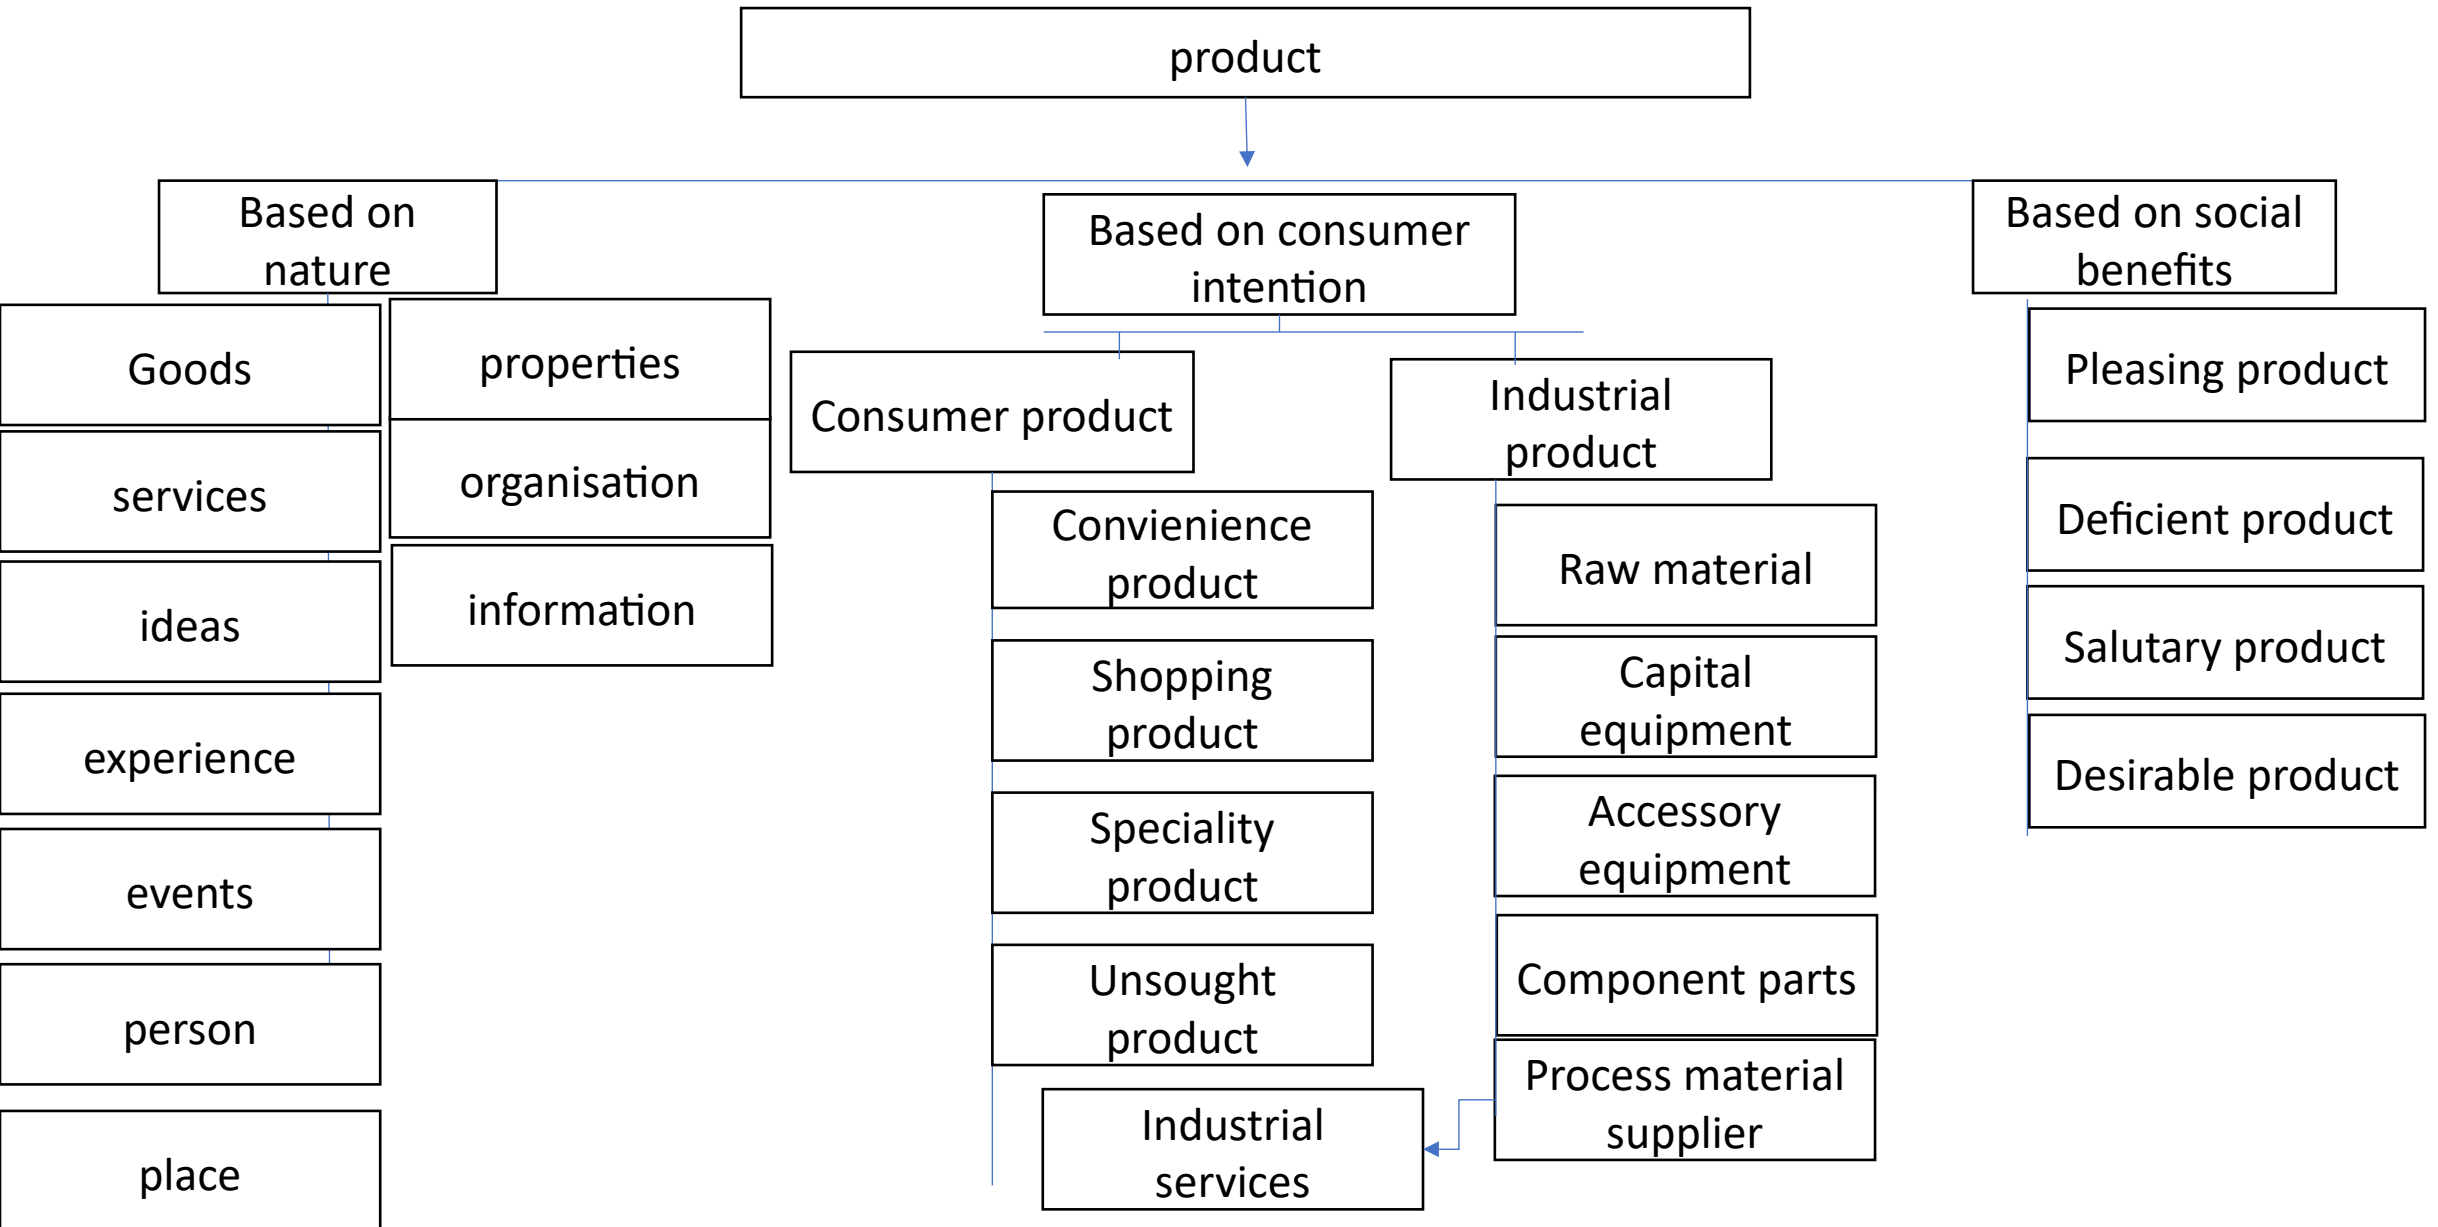 product
Based on
nature
Goods
services
ideas
experience
events
person
place
properties
organisation
information
Based on consumer
intention
Consumer product
Convienience
product
Shopping
product
Speciality
product
Unsought
product
Industrial
product
Raw material
Capital
equipment
Accessory
equipment
Component parts
Process material
supplier
Industrial
services
Based on social
benefits
Pleasing product
Deficient product
Salutary product
Desirable product